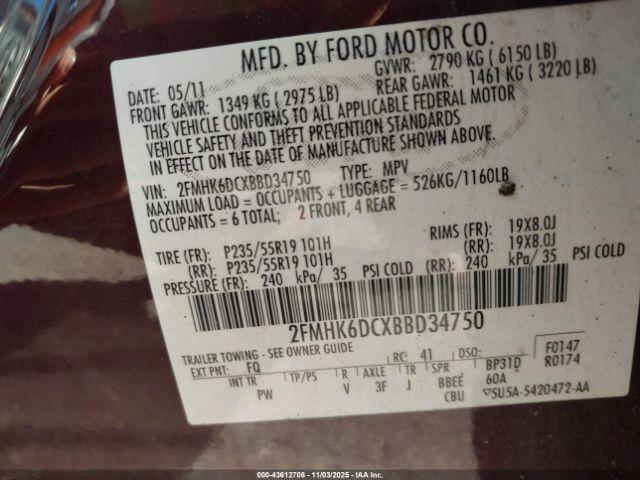 MFD. BY FORD MOTOR CO.
DATE: 05/11 GVWR: 2790 KG ( 6150 LB)
FRONT GAWR: 1349 KG ( 2975 LB) REAR GAWR: 1461 KG ( 3220 LB)
THIS VEHICLE CONFORMS TO ALL APPLICABLE FEDERAL MOTOR
VEHICLE SAFETY AND THEFT PREVENTION STANDARDS
IN EFFECT ON THE DATE OF MANUFACTURE SHOWN ABOVE.
VIN: 2FMHK6DCXBBD34750 TYPE: MPV
MAXIMUM LOAD = OCCUPANTS + LUGGAGE = 526KG/1160LB
OCCUPANTS = 6 TOTAL; 2 FRONT, 4 REAR
TIRE (FR): P235/55R19 101H RIMS (FR): 19X8.0J
(RR): P235/55R19 101H (RR): 19X8.0J
PRESSURE (FR): 240 kPa/ 35 PSI COLD (RR): 240 kPa/ 35 PSI COLD
2FMHK6DCXBBD34750
TRAILER TOWING - SEE OWNER GUIDE
EXT PNT: FQ RC: 41 DSO: F0147
INT TR TP/PS R AXLE TR SPR BP31D R0174
PW V 3F J BBEE 60A
CBU 5U5A-5420472-AA
000-43612706 - 11/03/2025 - IAA Inc.